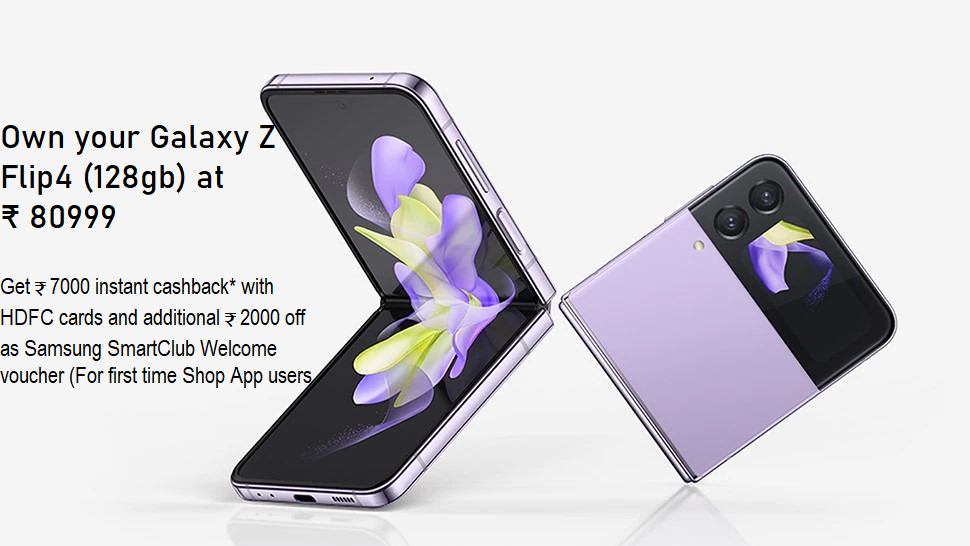 Own your Galaxy Z
Flip4 (128gb) at
₹ 80999
Get ₹ 7000 instant cashback* with
HDFC cards and additional ₹ 2000 off
as Samsung SmartClub Welcome
voucher (For first time Shop App users